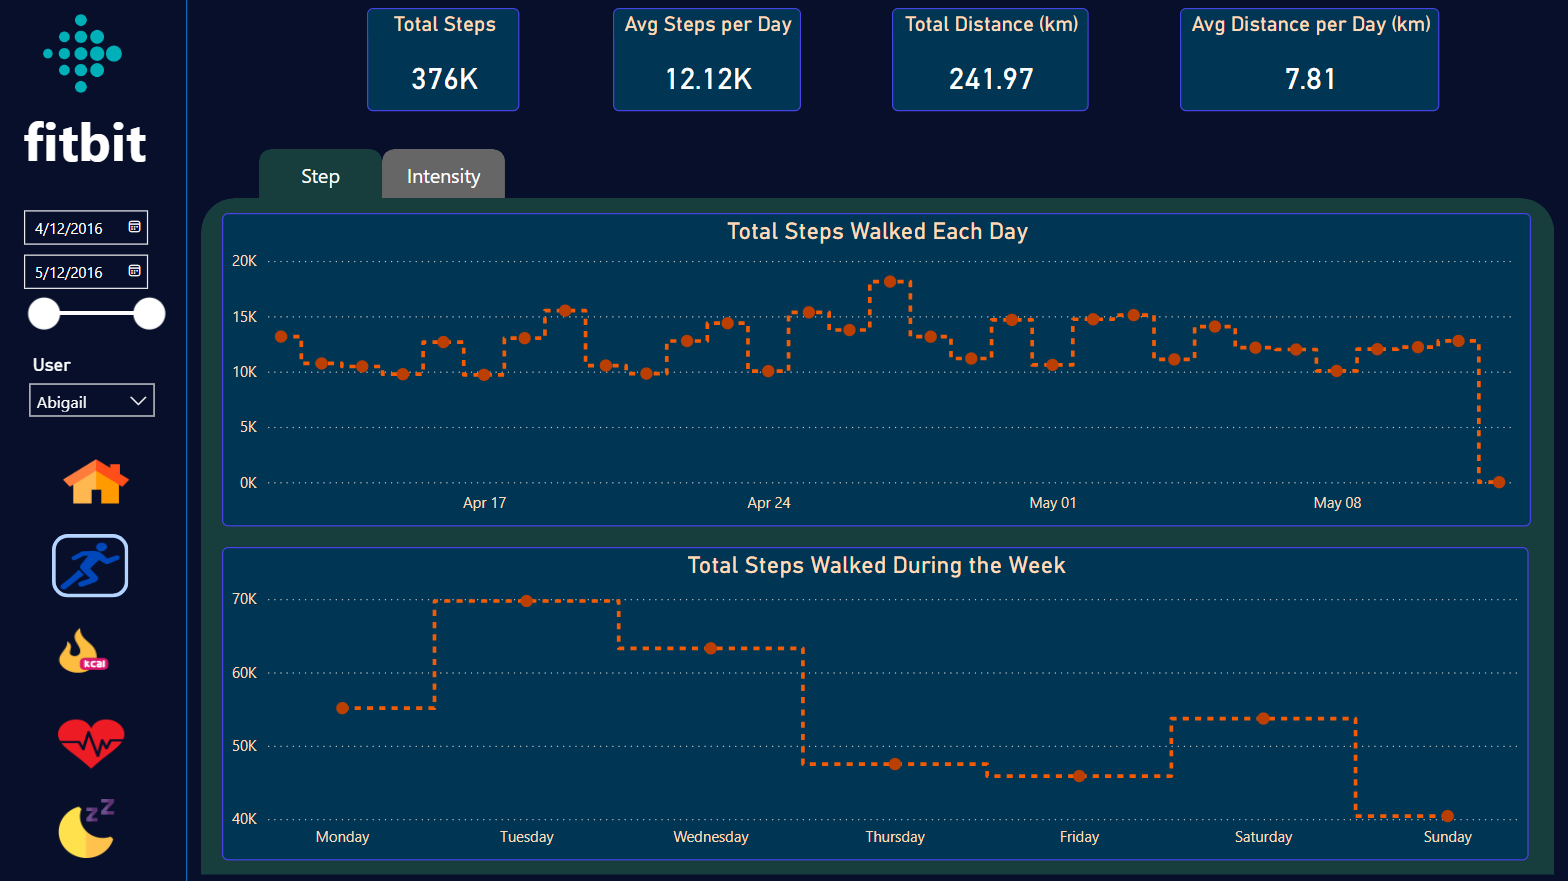 fitbit
4/12/2016
5/12/2016
User
Abigail
kcal
z z
Total Steps
376K
Avg Steps per Day
12.12K
Total Distance (km)
241.97
Avg Distance per Day (km)
7.81
Step
Intensity
Total Steps Walked Each Day
20K
15K
10K
5K
0K
Apr 17 Apr 24 May 01 May 08
Total Steps Walked During the Week
70K
60K
50K
40K
Monday Tuesday Wednesday Thursday Friday Saturday Sunday